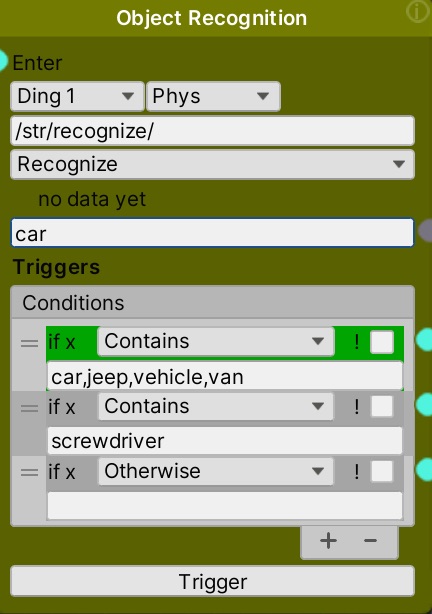 Object Recognition
Enter
Ding 1 Phys
/str/recognize/
Recognize
no data yet
car
Triggers
Conditions
if x Contains !
car,jeep,vehicle,van
if x Contains !
screwdriver
if x Otherwise !
+ −
Trigger